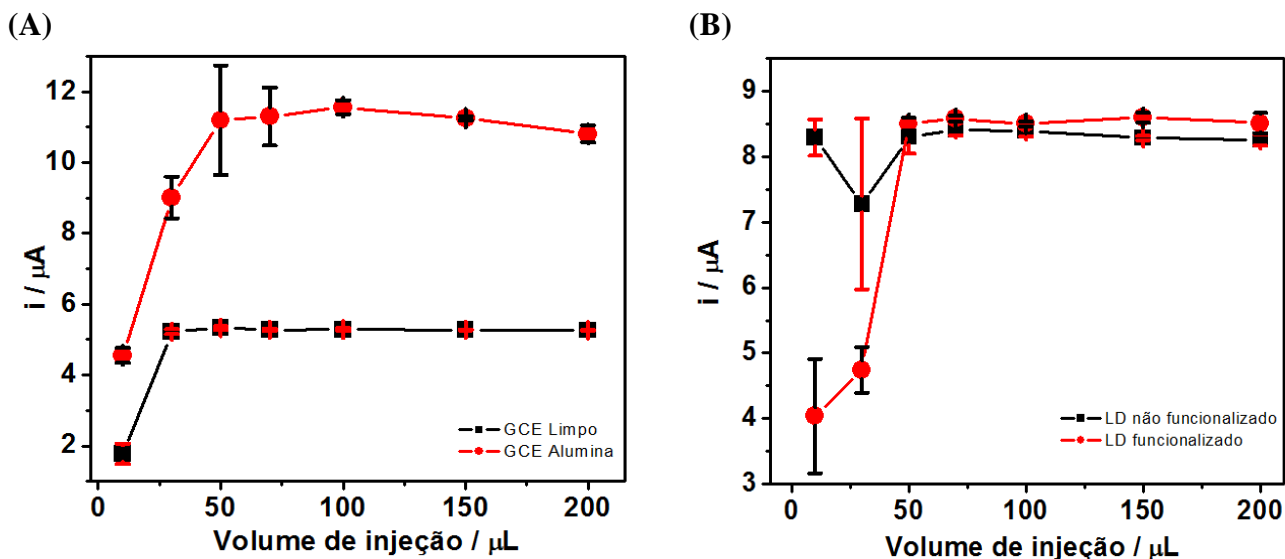 (A)
12
10
8
6
4
2
0
50
100
150
200
i / µA
Volume de injeção / µL
GCE Limpo
GCE Alumina
(B)
9
8
7
6
5
4
3
0
50
100
150
200
i / µA
Volume de injeção / µL
LD não funcionalizado
LD funcionalizado